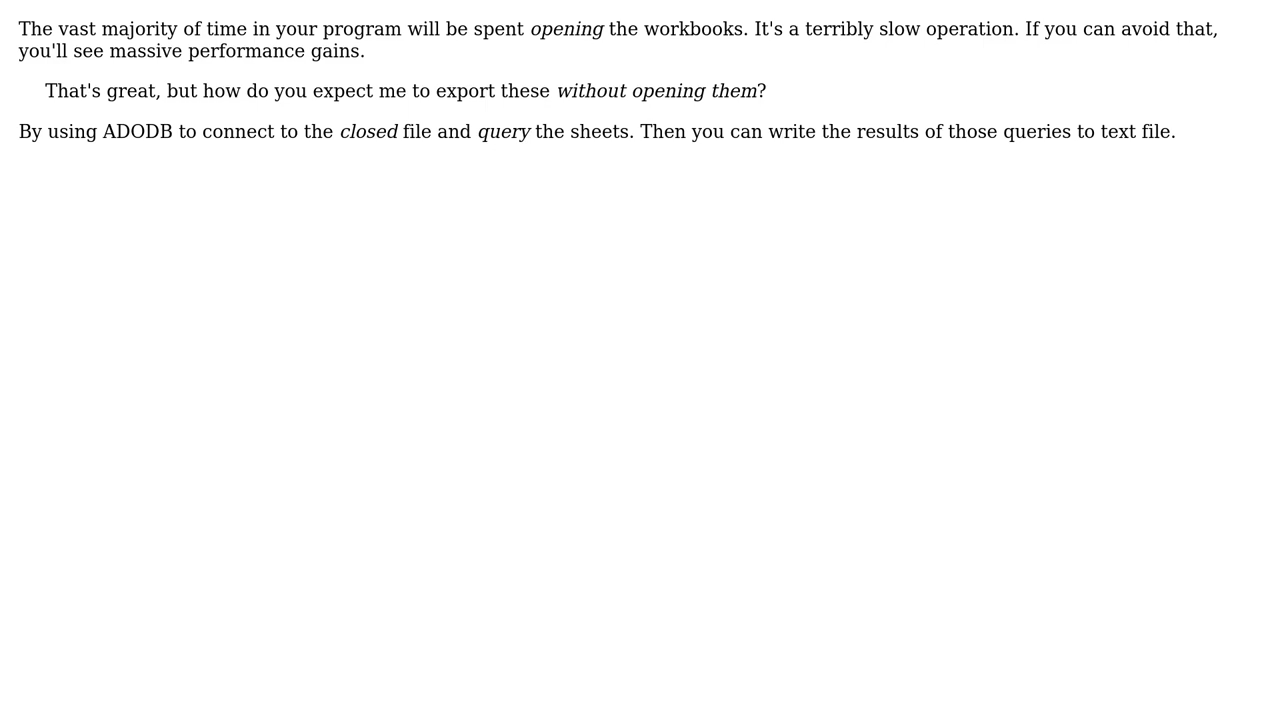 The vast majority of time in your program will be spent opening the workbooks. It's a terribly slow operation. If you can avoid that,
you'll see massive performance gains.
That's great, but how do you expect me to export these without opening them?
By using ADODB to connect to the closed file and query the sheets. Then you can write the results of those queries to text file.